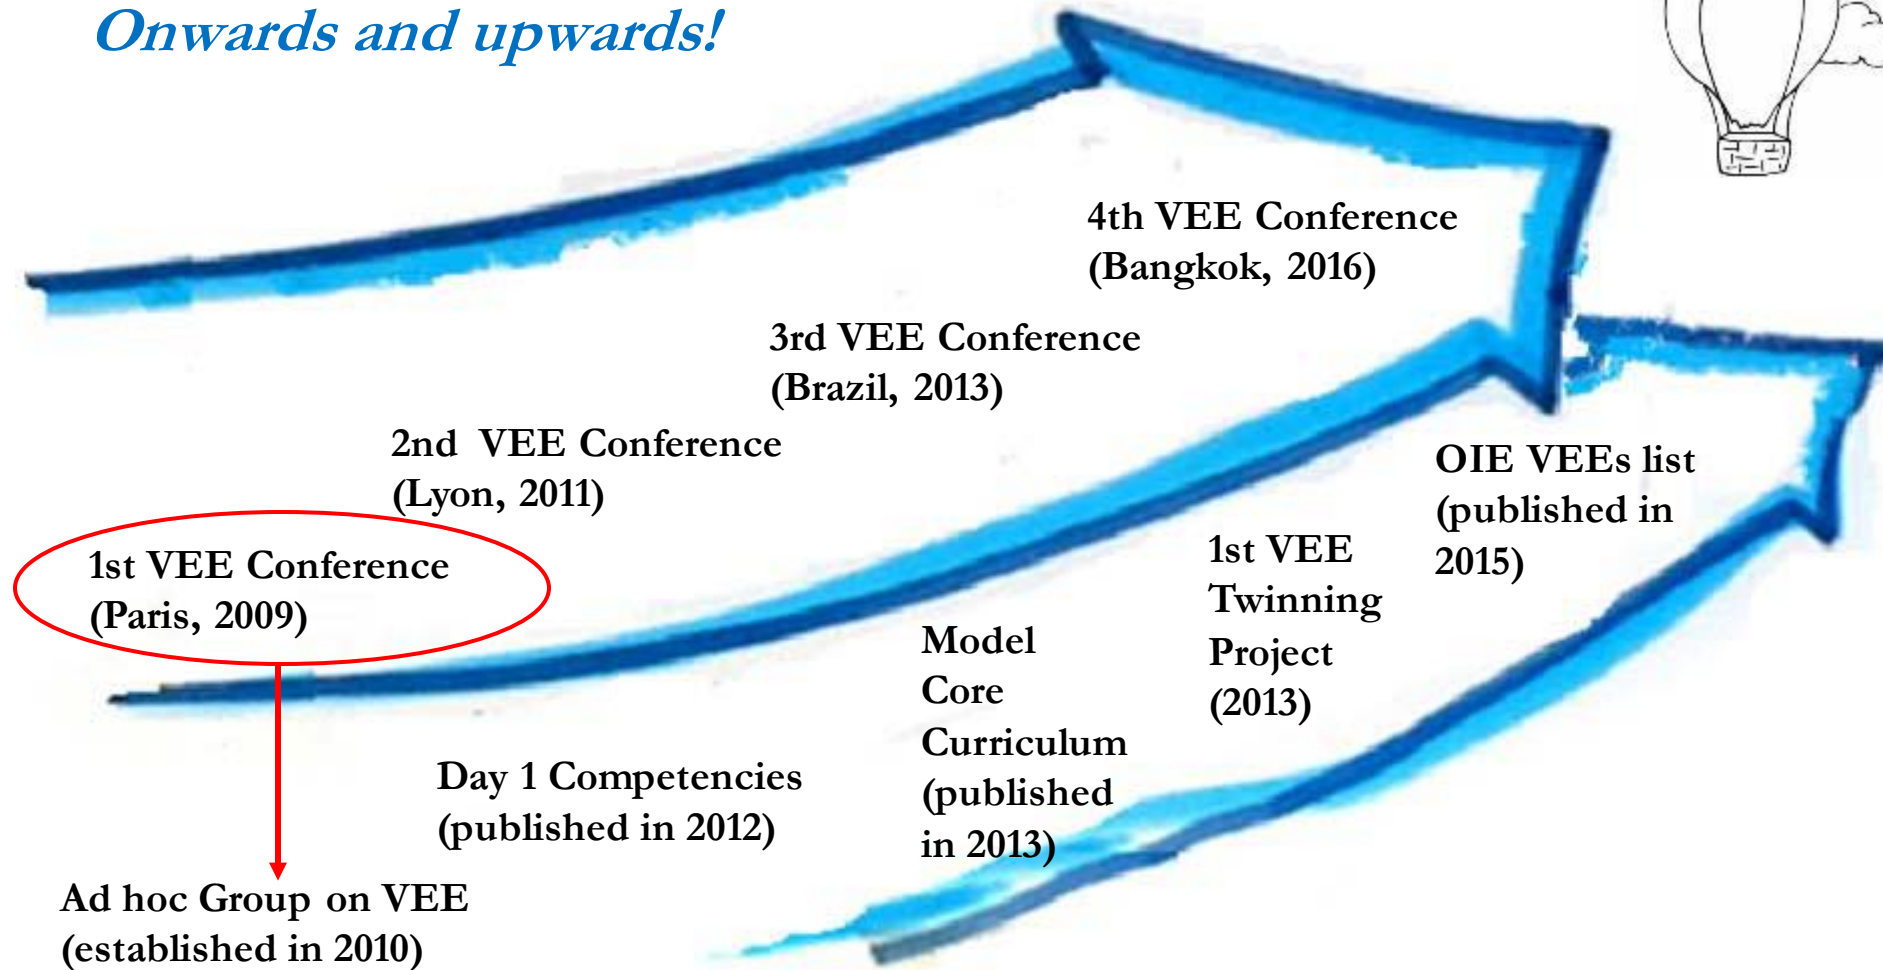 Onwards and upwards!
4th VEE Conference
(Bangkok, 2016)
3rd VEE Conference
(Brazil, 2013)
2nd VEE Conference
(Lyon, 2011)
1st VEE Conference
(Paris, 2009)
OIE VEEs list
(published in
2015)
1st VEE
Twinning
Project
(2013)
Model
Core
Curriculum
(published
in 2013)
Day 1 Competencies
(published in 2012)
Ad hoc Group on VEE
(established in 2010)